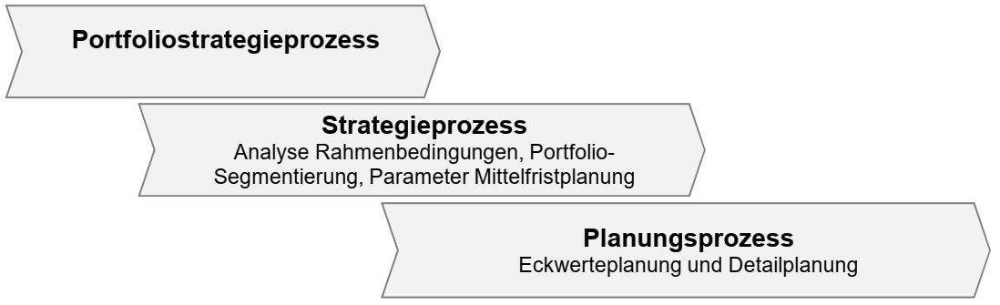 Portfoliostrategieprozess
Strategieprozess
Analyse Rahmenbedingungen, Portfolio-
Segmentierung, Parameter Mittelfristplanung
Planungsprozess
Eckwerteplanung und Detailplanung